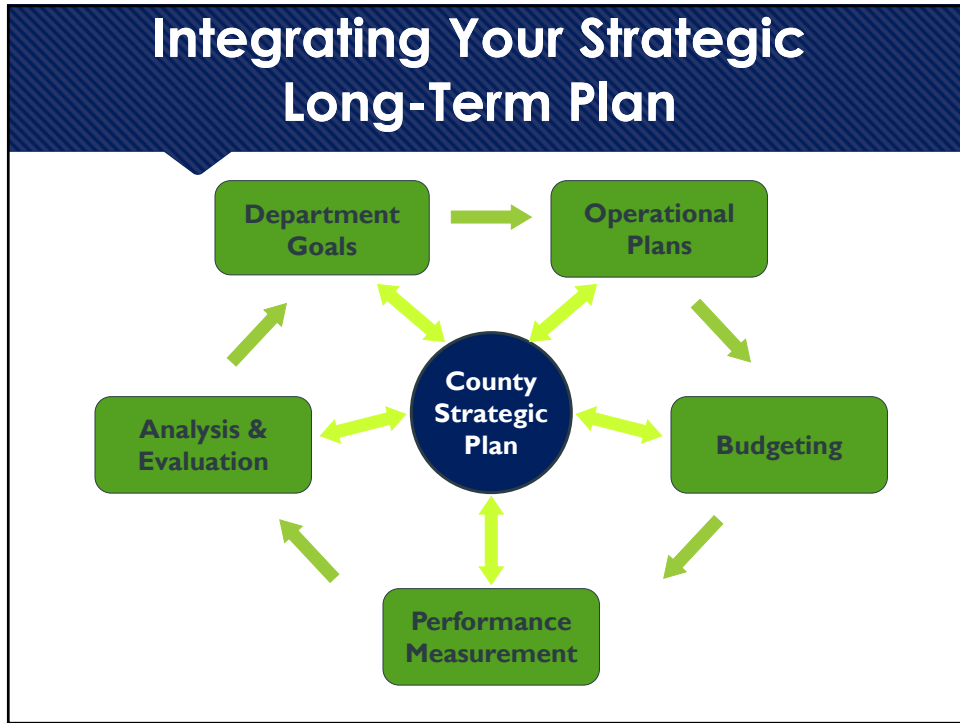 Integrating Your Strategic
Long-Term Plan
Department
Goals
Operational
Plans
County
Strategic
Plan
Analysis &
Evaluation
Budgeting
Performance
Measurement